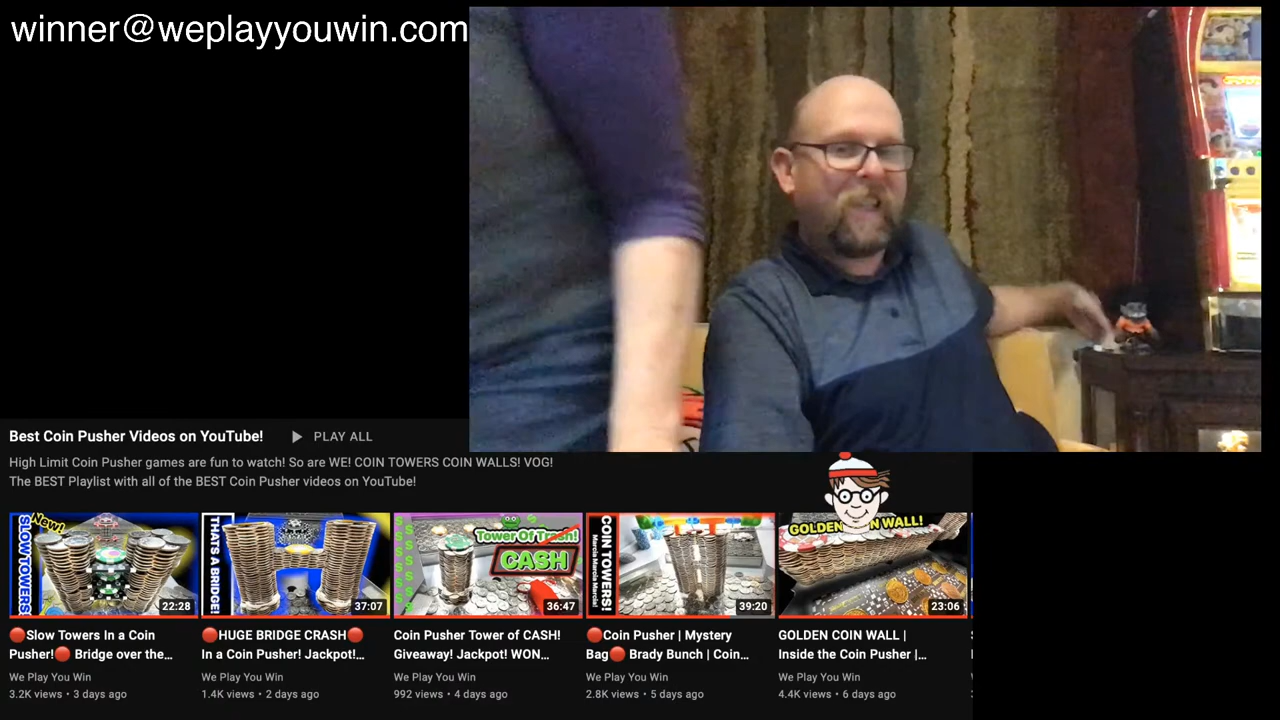 winner@weplayyouwin.com
Best Coin Pusher Videos on YouTube!
PLAY ALL
High Limit Coin Pusher games are fun to watch! So are WE! COIN TOWERS COIN WALLS! VOG!
The BEST Playlist with all of the BEST Coin Pusher videos on YouTube!
SLOW TOWERS
New!
22:28
THATS A BRIDGE!
37:07
Tower Of Trash!
CASH
36:47
COIN TOWERS!
Marcia Marcia Marcia!
39:20
GOLDEN COIN WALL!
23:06
🔴Slow Towers In a Coin
Pusher!🔴 Bridge over the...
We Play You Win
3.2K views • 3 days ago
🔴HUGE BRIDGE CRASH🔴
In a Coin Pusher! Jackpot!...
We Play You Win
1.4K views • 2 days ago
Coin Pusher Tower of CASH!
Giveaway! Jackpot! WON...
We Play You Win
992 views • 4 days ago
🔴Coin Pusher | Mystery
Bag🔴 Brady Bunch | Coin...
We Play You Win
2.8K views • 5 days ago
GOLDEN COIN WALL |
Inside the Coin Pusher |...
We Play You Win
4.4K views • 6 days ago